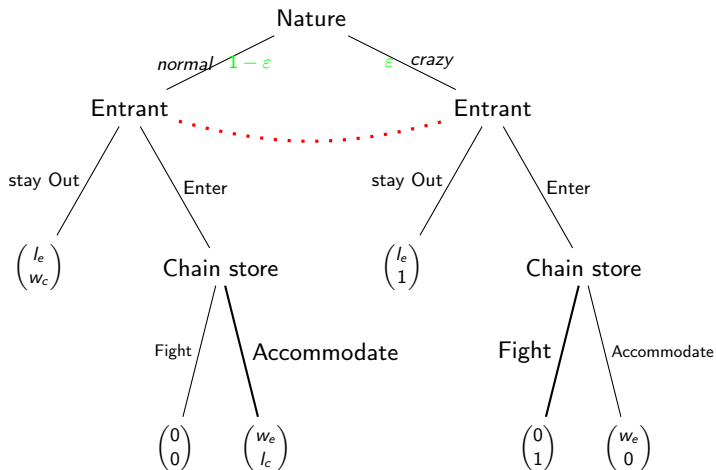 Nature
normal 1 − ε ε crazy
Entrant Entrant
stay Out Enter stay Out Enter
(l_e w_c) Chain store (l_e 1) Chain store
Fight Accommodate Fight Accommodate
(0 0) (w_e l_c) (0 1) (w_e 0)